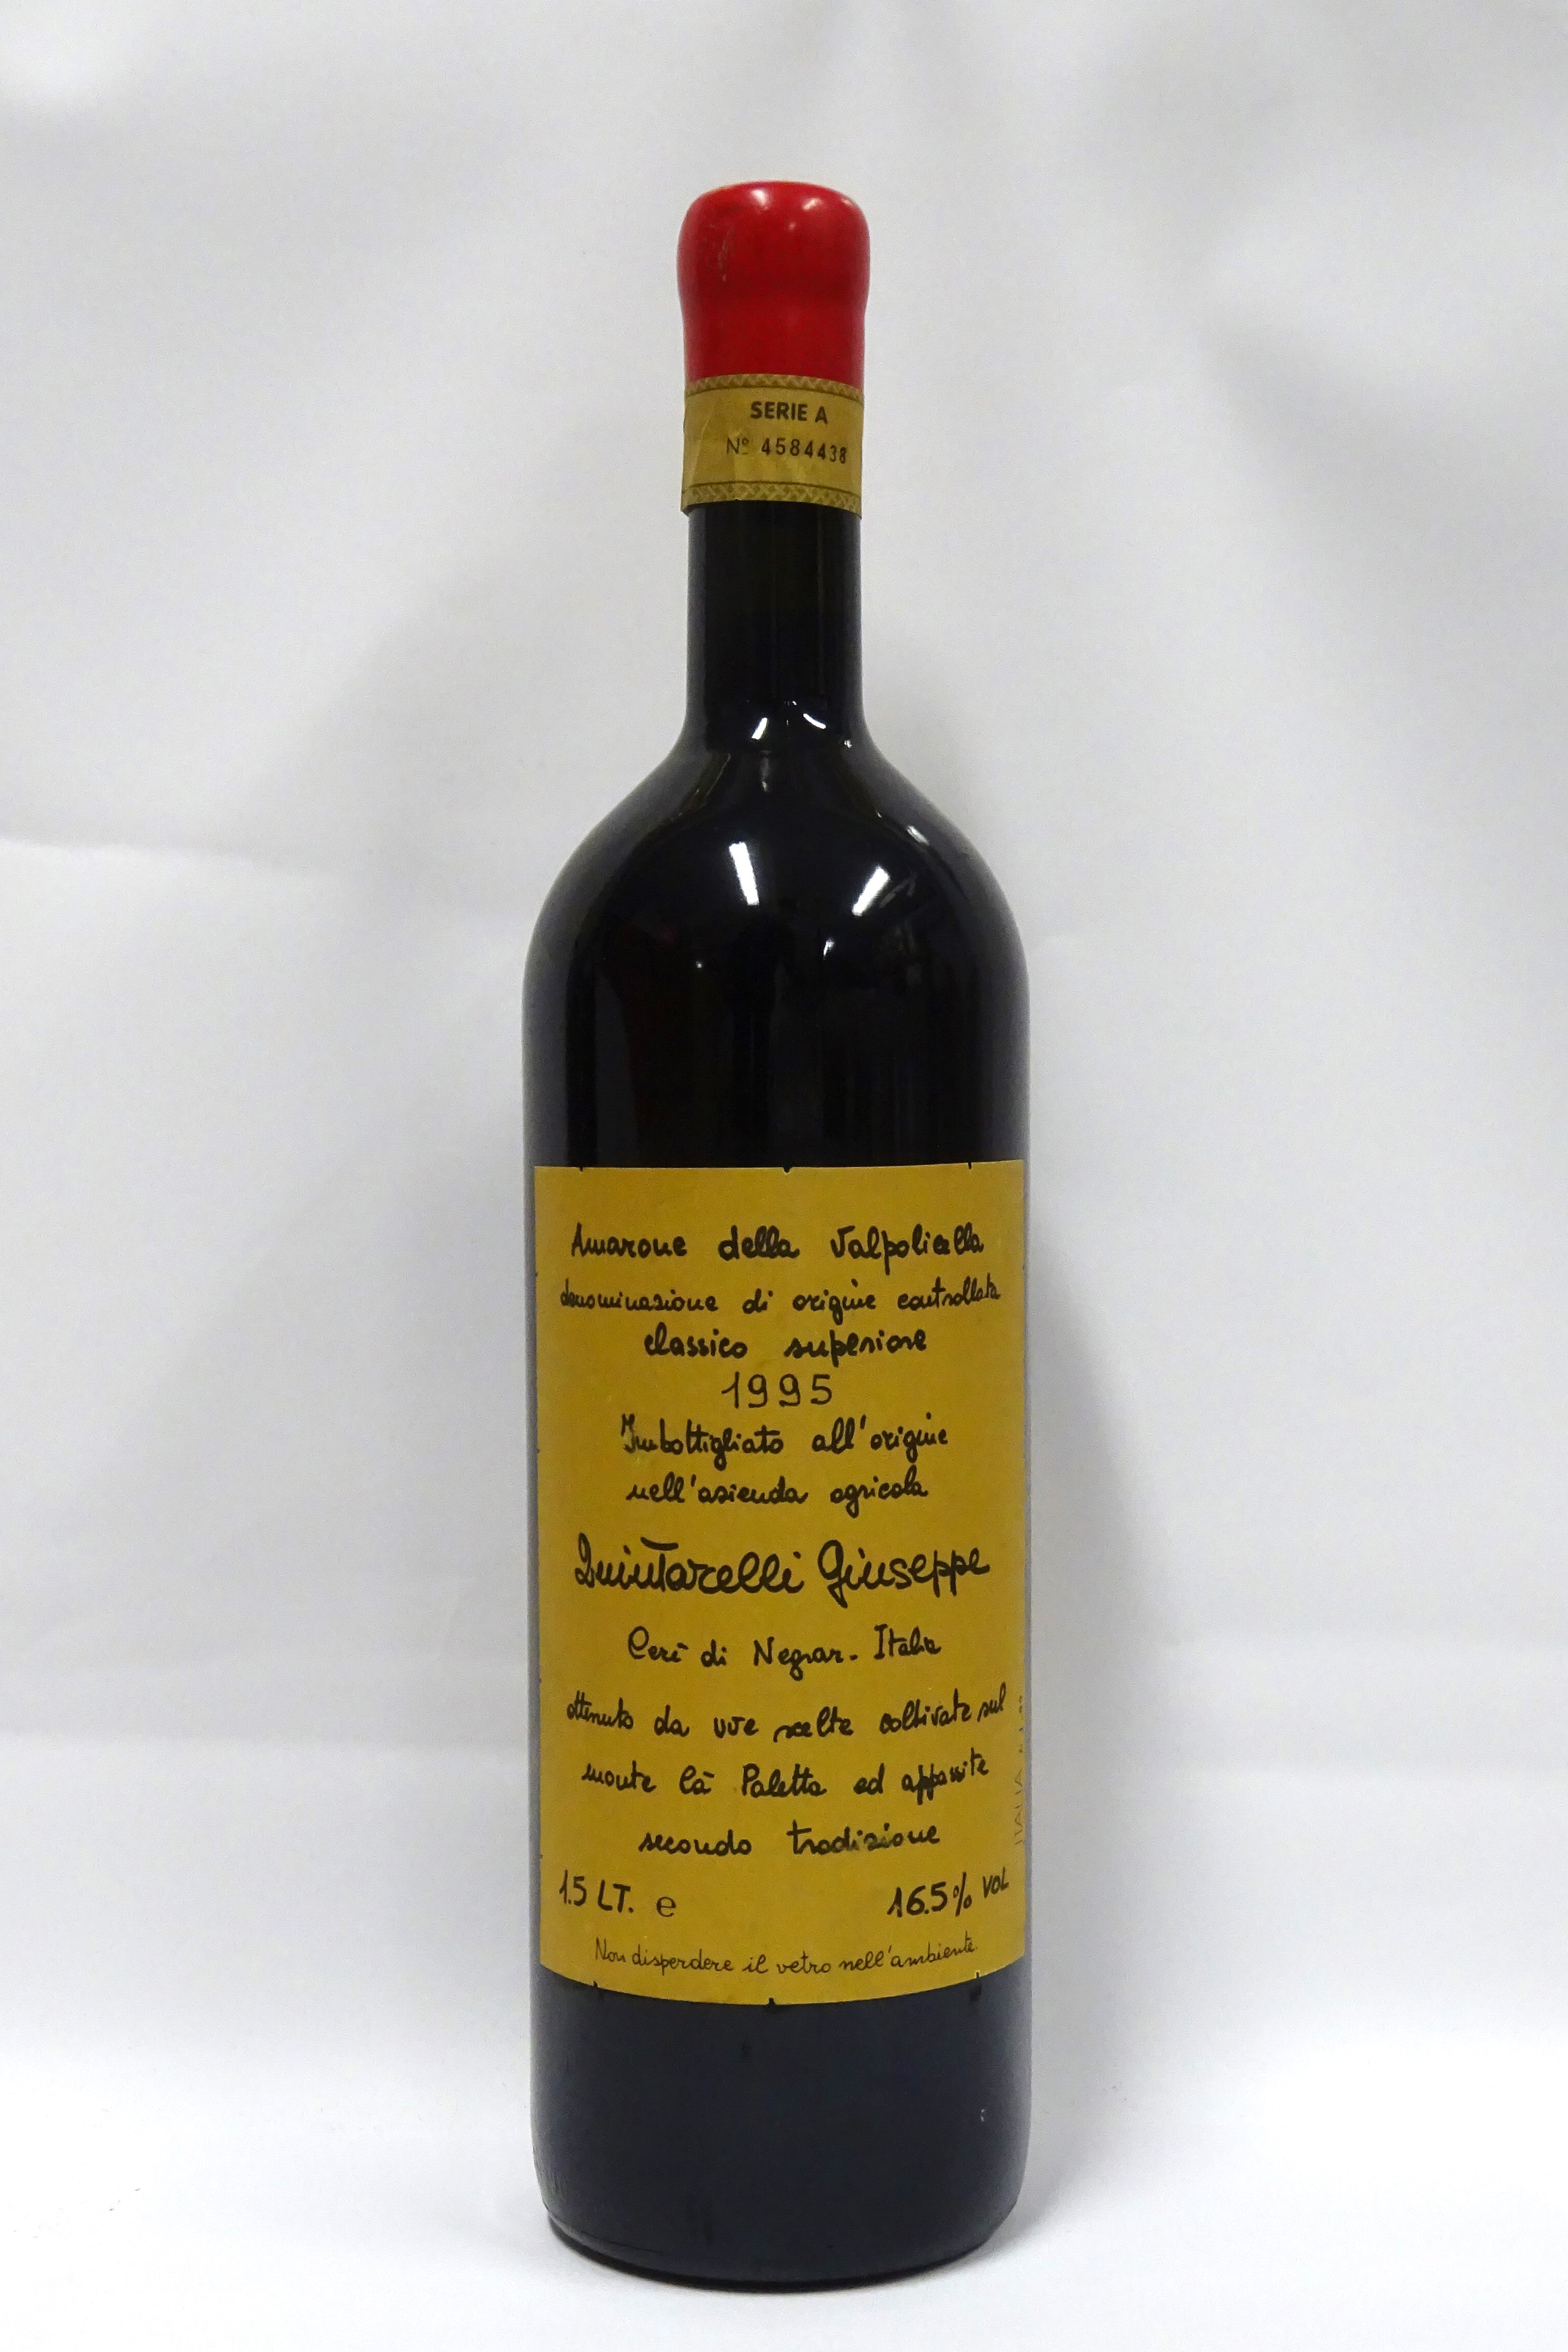 SERIE A
Nº 4584438
Amarone della Valpolicella
denominazione di origine controllata
classico superiore
1995
Imbottigliato all'origine
nell'azienda agricola
Quintarelli Giuseppe
Cerè di Negrar. Italia
ottenuto da uve scelte coltivate sul
monte Cà Paletta ed appassite
secondo tradizione
1.5 LT. e
16.5% VOL
Non disperdere il vetro nell'ambiente.
ITALIA